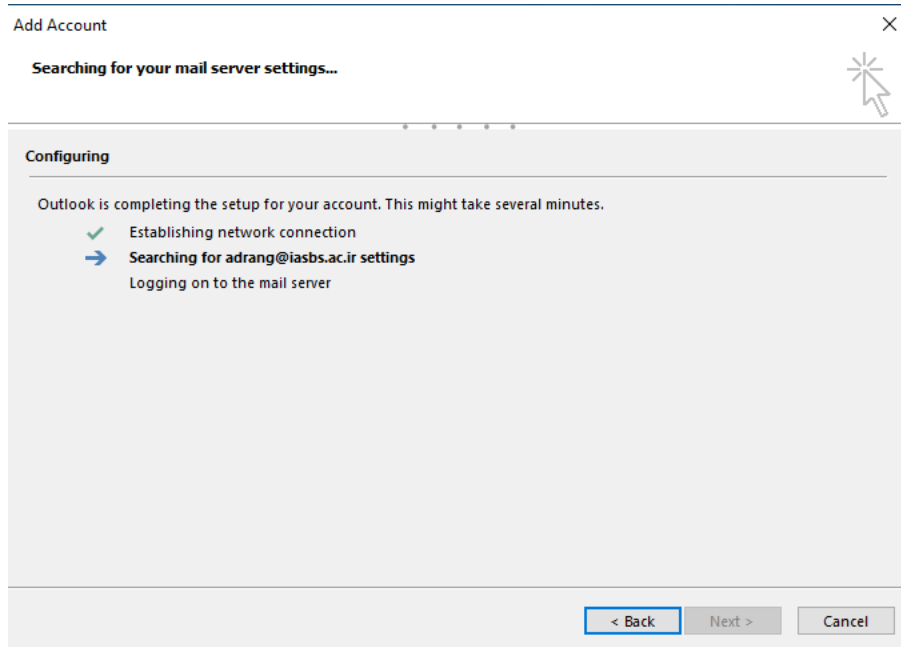 Add Account
Searching for your mail server settings...
Configuring
Outlook is completing the setup for your account. This might take several minutes.
Establishing network connection
Searching for adrang@iasbs.ac.ir settings
Logging on to the mail server
< Back Next > Cancel